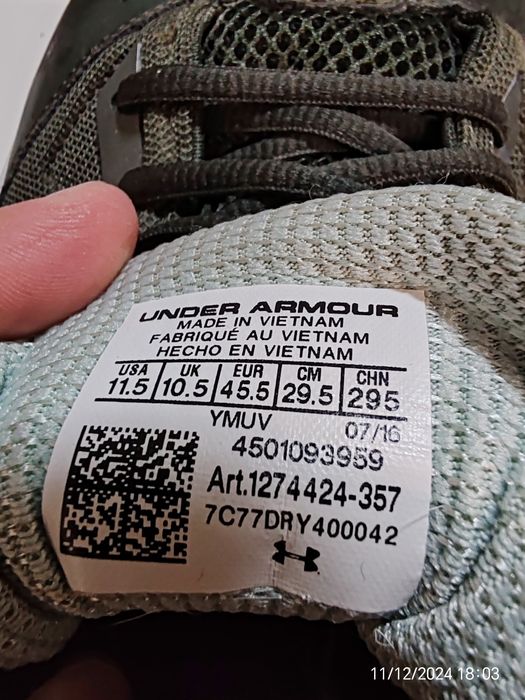 UNDER ARMOUR
MADE IN VIETNAM
FABRIQUÉ AU VIETNAM
HECHO EN VIETNAM
USA UK EUR CM CHN
11.5 10.5 45.5 29.5 295
YMUV 07/16
4501093959
Art.1274424-357
7C77DRY400042
11/12/2024 18:03